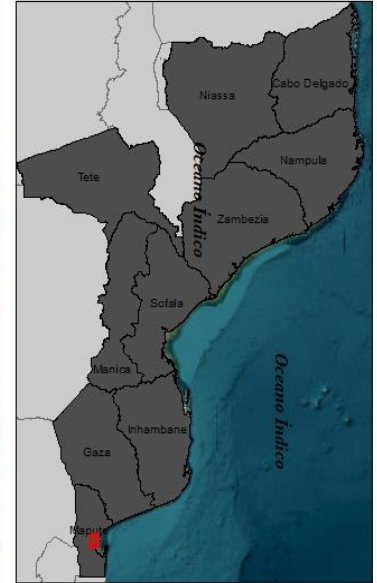 Cabo Delgado
Niassa
Nampula
Oceano Índico
Tete
Zambezia
Sofala
Manica
Oceano Índico
Inhambane
Gaza
Maputo